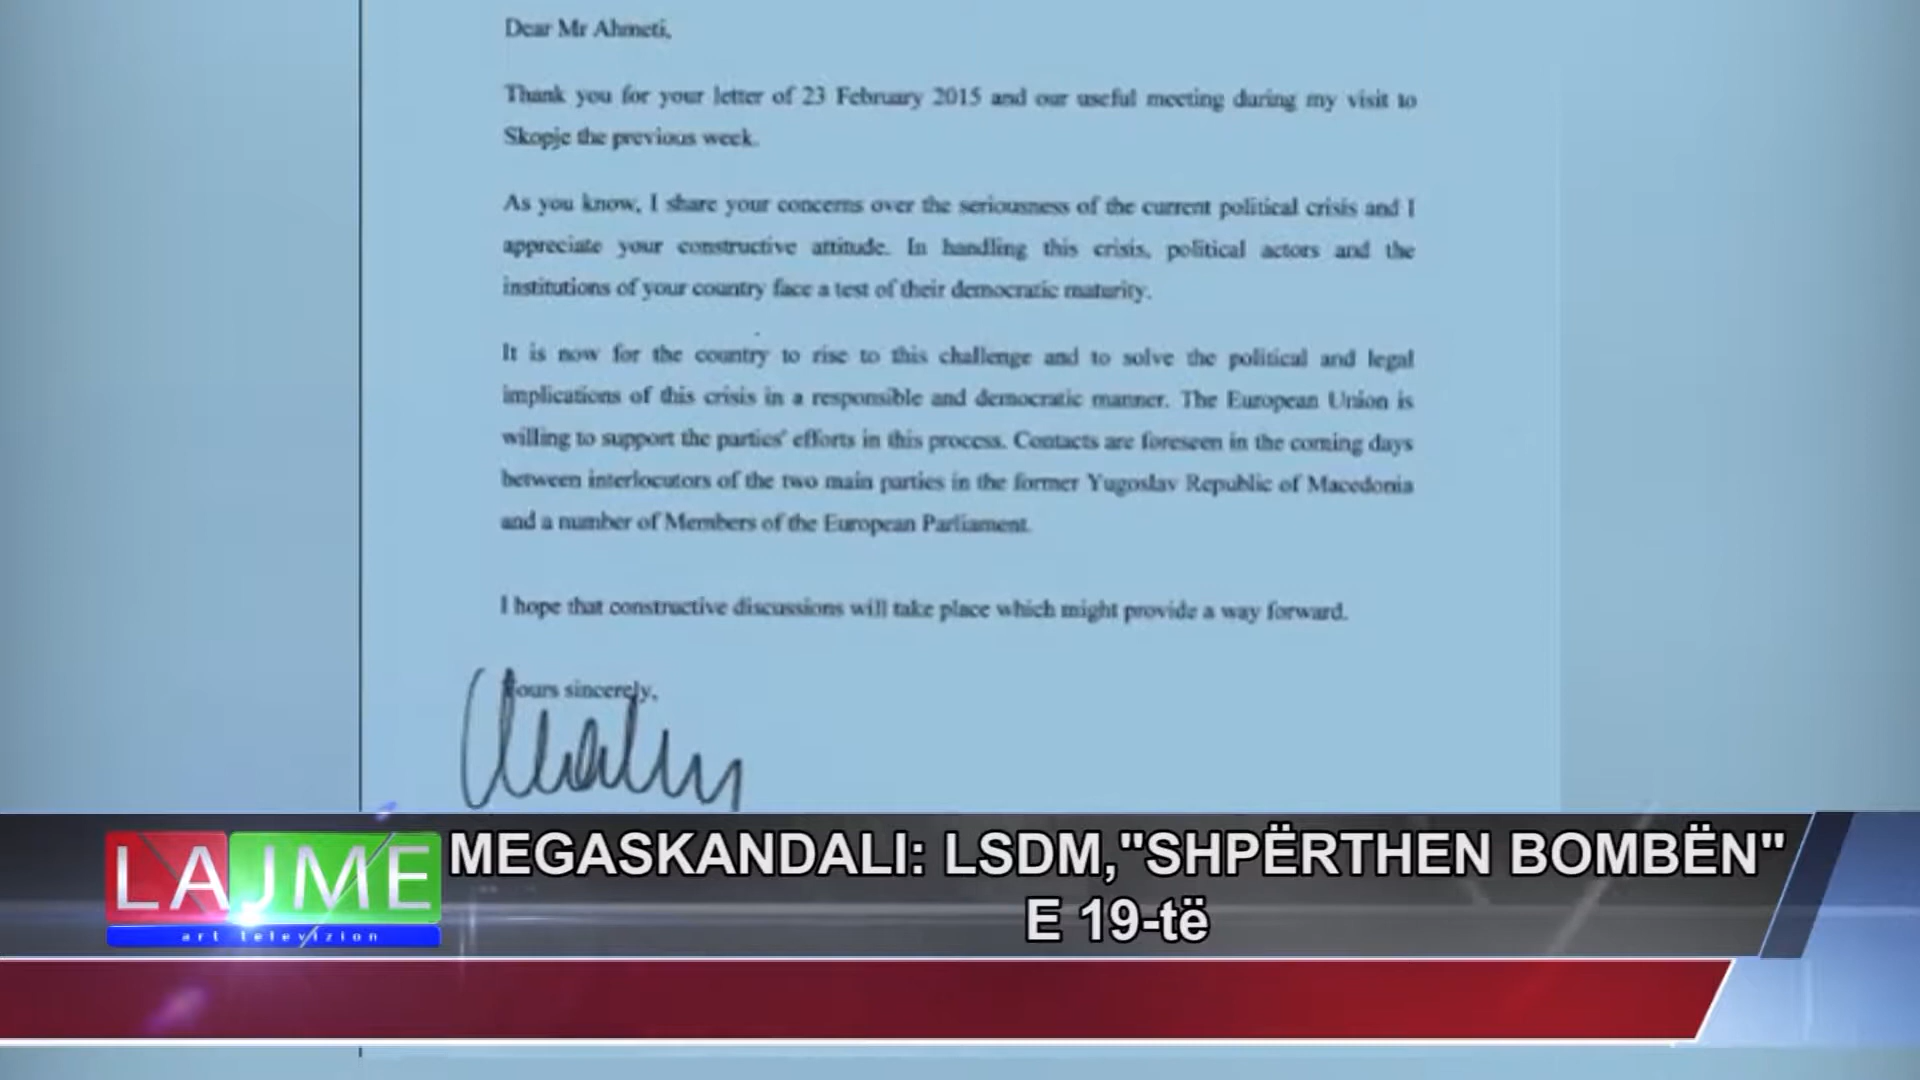 Dear Mr Ahmeti,
Thank you for your letter of 23 February 2015 and our useful meeting during my visit to
Skopje the previous week.
As you know, I share your concerns over the seriousness of the current political crisis and I
appreciate your constructive attitude. In handling this crisis, political actors and the
institutions of your country face a test of their democratic maturity.
It is now for the country to rise to this challenge and to solve the political and legal
implications of this crisis in a responsible and democratic manner. The European Union is
willing to support the parties' efforts in this process. Contacts are foreseen in the coming days
between interlocutors of the two main parties in the former Yugoslav Republic of Macedonia
and a number of Members of the European Parliament.
I hope that constructive discussions will take place which might provide a way forward.
Yours sincerely,
LAJME
art televizion
MEGASKANDALI: LSDM,"SHPËRTHEN BOMBËN"
E 19-të